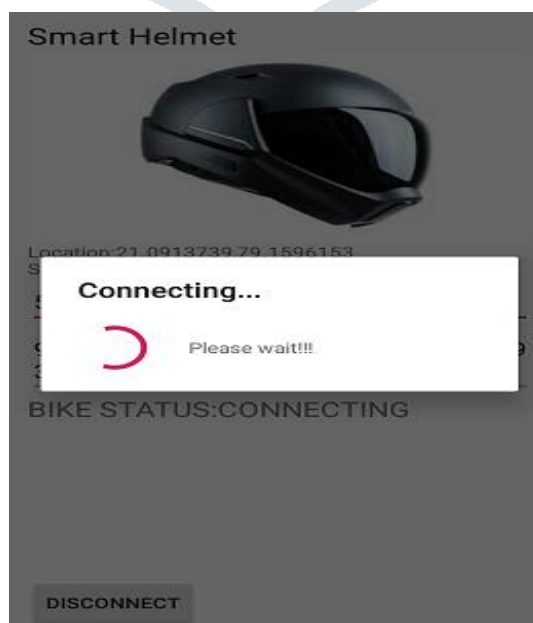 Smart Helmet
Location:21.0913739,79.1596153
Connecting...
Please wait!!!
BIKE STATUS:CONNECTING
DISCONNECT